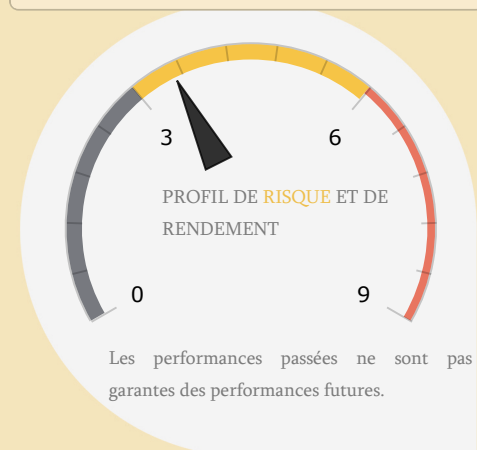 3 6
PROFIL DE RISQUE ET DE
RENDEMENT
0 9
Les performances passées ne sont pas
garantes des performances futures.